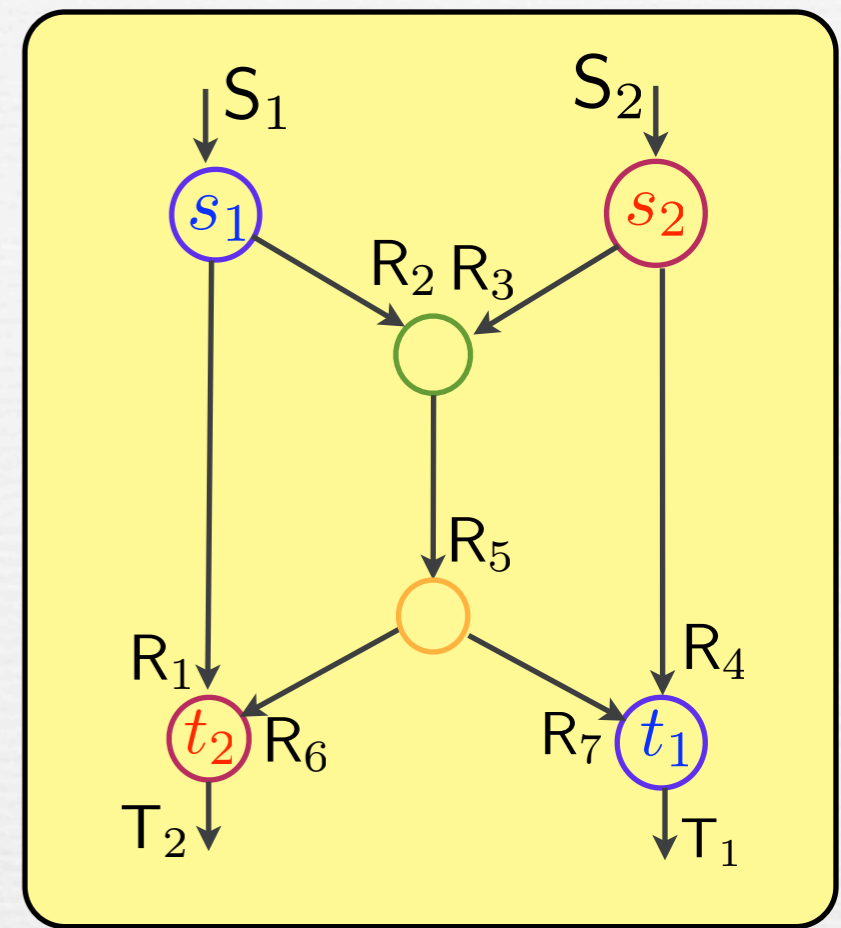 S₁ S₂
s₁ s₂
R₂ R₃
R₅
R₁ R₄
t₂ R₆ R₇ t₁
T₂ T₁